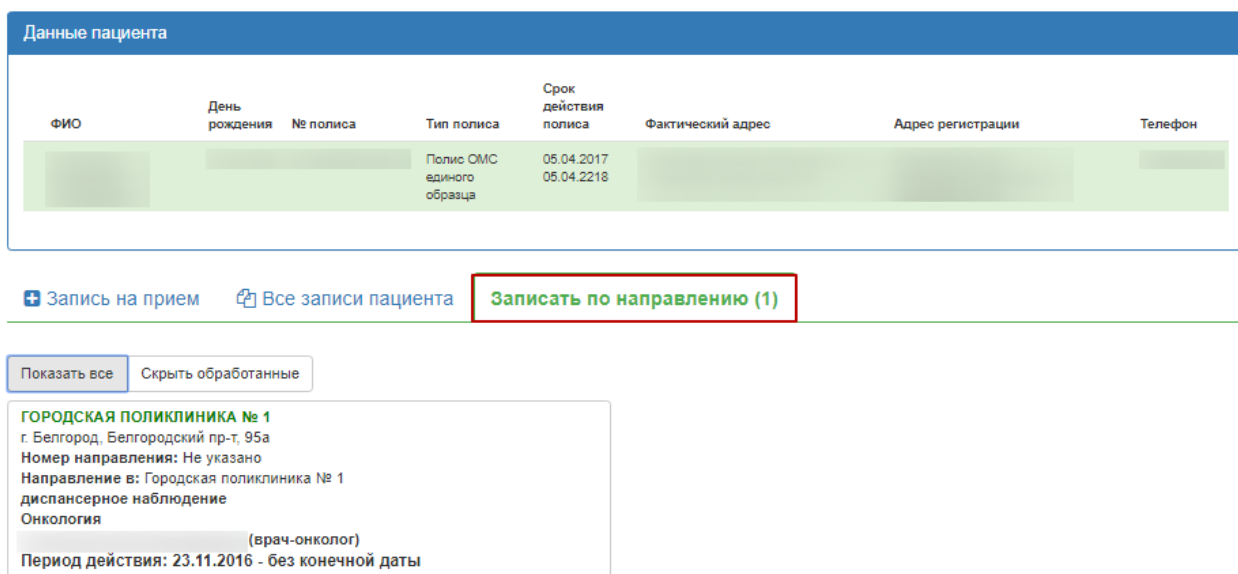 Данные пациента
ФИО
День рождения
№ полиса
Тип полиса
Срок действия полиса
Фактический адрес
Адрес регистрации
Телефон
Полис ОМС
единого
образца
05.04.2017
05.04.2218
Запись на прием
Все записи пациента
Записать по направлению (1)
Показать все
Скрыть обработанные
ГОРОДСКАЯ ПОЛИКЛИНИКА № 1
г. Белгород, Белгородский пр-т, 95а
Номер направления: Не указано
Направление в: Городская поликлиника № 1
диспансерное наблюдение
Онкология
(врач-онколог)
Период действия: 23.11.2016 - без конечной даты